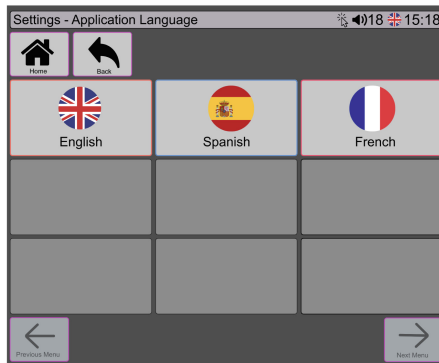 Settings - Application Language 18 15:18
Home Back
English Spanish French
Previous Menu Next Menu